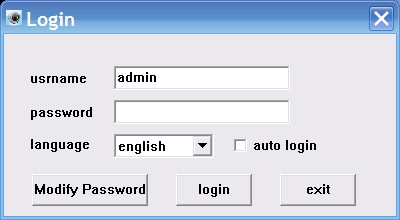 Login
usrname admin
password
language english auto login
Modify Password login exit